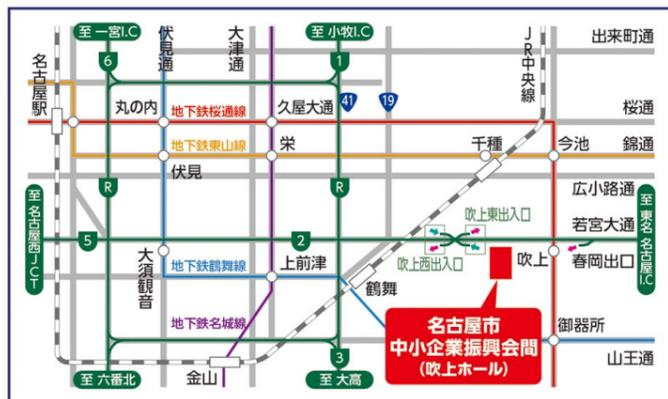 至 一宮I.C
伏見通
大津通
至 小牧I.C
JR中央線
出来町通
名古屋駅
6
1
丸の内
地下鉄桜通線
久屋大通
41
19
桜通
地下鉄東山線
栄
千種
今池
錦通
伏見
R
R
広小路通
至 名古屋西JCT
5
2
吹上東出入口
若宮大通
至 東名 名古屋I.C
大須観音
地下鉄鶴舞線
上前津
吹上西出入口
吹上
春岡出口
鶴舞
地下鉄名城線
名古屋市
中小企業振興会間
(吹上ホール)
御器所
3
山王通
至 六番北
金山
至 大高